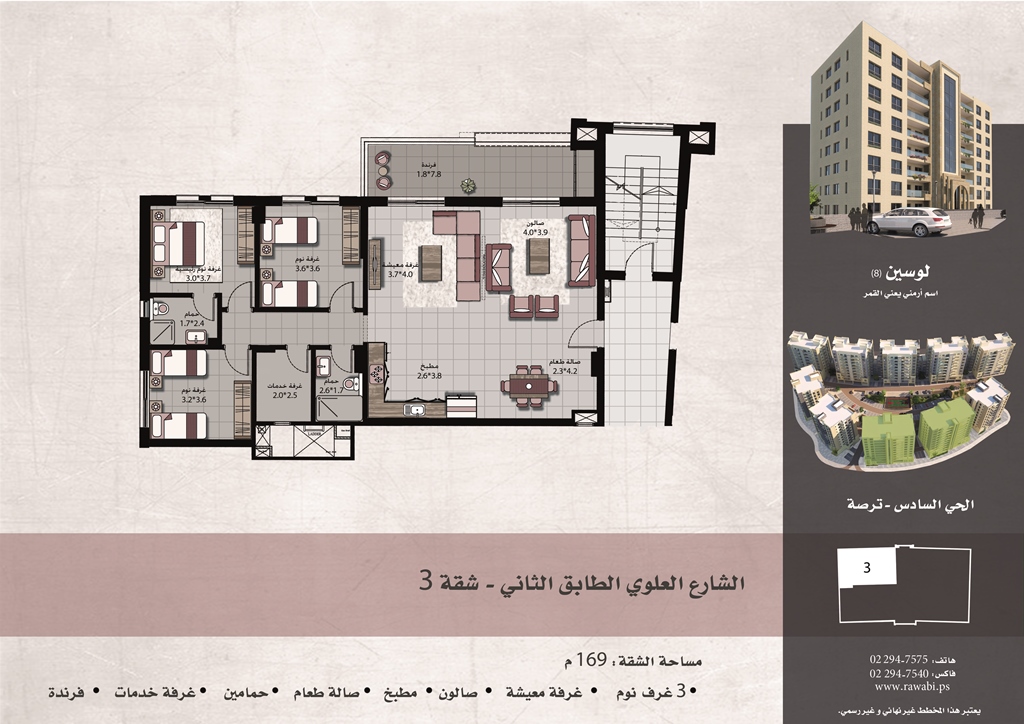 فرندة
1.8*7.8
صالون
4.0*3.9
غرفة معيشة
3.7*4.0
غرفة نوم
3.6*3.6
غرفة نوم رئيسية
3.0*3.7
حمام
1.7*2.4
غرفة نوم
3.2*3.6
غرفة خدمات
2.0*2.5
حمام
2.6*1.7
مطبخ
2.6*3.8
صالة طعام
2.3*4.2
لوسين (8)
اسم أرمني يعني القمر
الحي السادس - ترصة
3
الشارع العلوي الطابق الثاني - شقة 3
مساحة الشقة: 169 م
• 3 غرف نوم • غرفة معيشة • صالون • مطبخ • صالة طعام • حمامين • غرفة خدمات • فرندة
هاتف: 7575-294 02
فاكس: 7540-294 02
www.rawabi.ps
يعتبر هذا المخطط غير نهائي و غير رسمي.